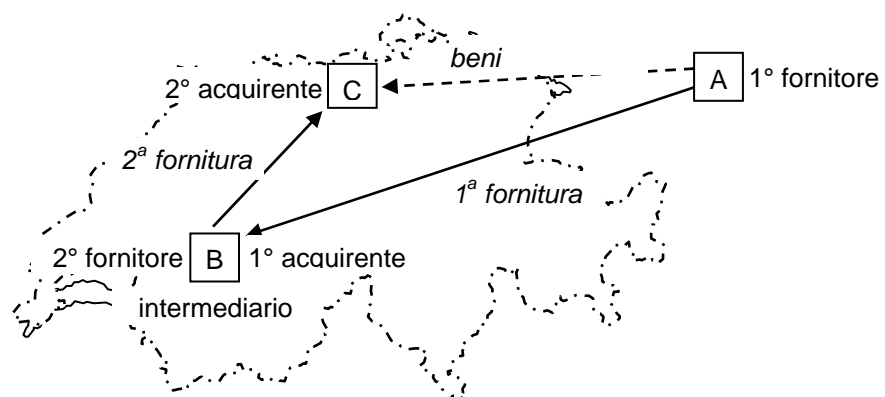 beni
A 1° fornitore
2° acquirente C
2ª fornitura
1ª fornitura
2° fornitore B 1° acquirente
intermediario